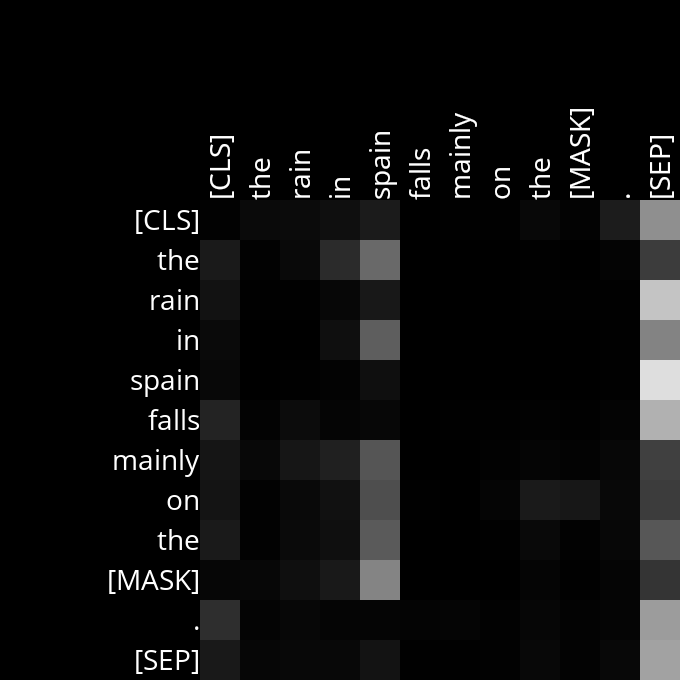 [CLS] the rain in spain falls mainly on the [MASK] . [SEP]
[CLS]
the
rain
in
spain
falls
mainly
on
the
[MASK]
.
[SEP]